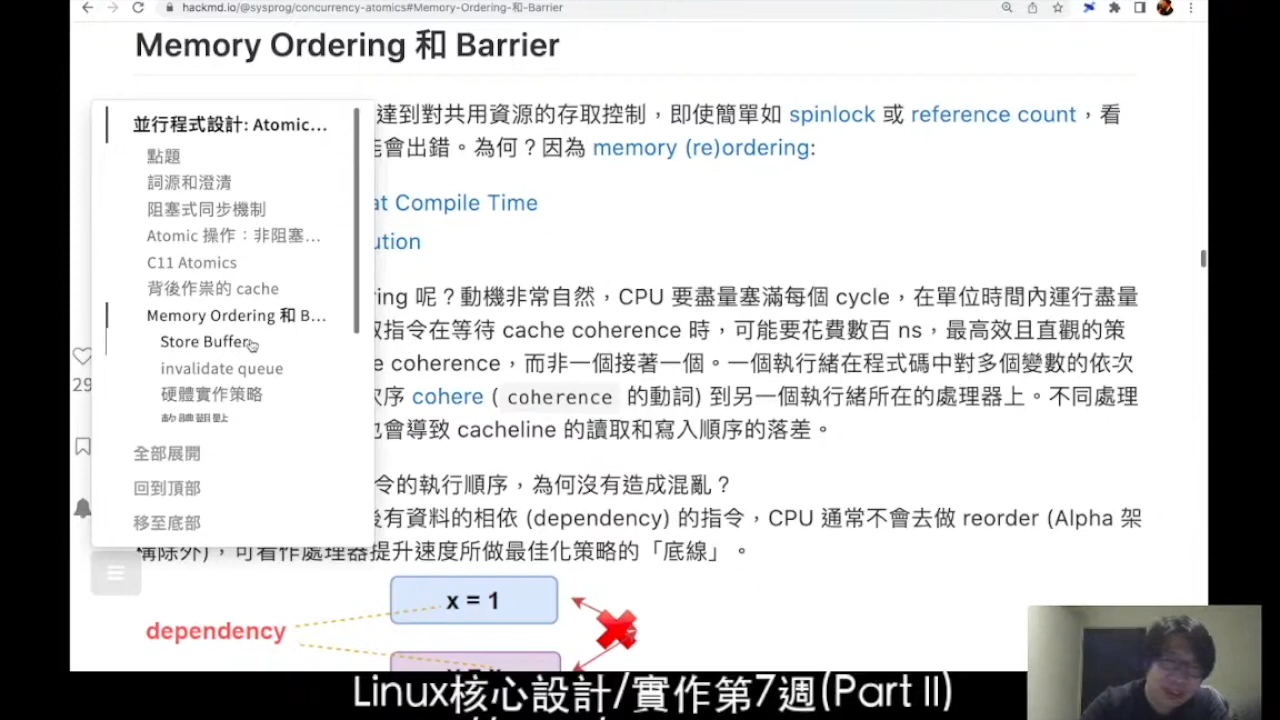 hackmd.io/@sysprog/concurrency-atomics#Memory-Ordering-和-Barrier
Memory Ordering 和 Barrier
達到對共用資源的存取控制，即使簡單如 spinlock 或 reference count，看
會出錯。為何？因為 memory (re)ordering:
at Compile Time
ution
ring 呢？動機非常自然，CPU 要盡量塞滿每個 cycle，在單位時間內運行盡量
指令在等待 cache coherence 時，可能要花費數百 ns，最高效且直觀的策
e coherence，而非一個接著一個。一個執行緒在程式碼中對多個變數的依次
次序 cohere ( coherence 的動詞) 到另一個執行緒所在的處理器上。不同處理
也會導致 cacheline 的讀取和寫入順序的落差。
令的執行順序，為何沒有造成混亂？
後有資料的相依 (dependency) 的指令，CPU 通常不會去做 reorder (Alpha 架
構除外)，可看作處理器提升速度所做最佳化策略的「底線」。
並行程式設計: Atomic...
點題
詞源和澄清
阻塞式同步機制
Atomic 操作：非阻塞...
C11 Atomics
背後作祟的 cache
Memory Ordering 和 B...
Store Buffer
invalidate queue
硬體實作策略
軟體觀點
全部展開
回到頂部
移至底部
29
x = 1
dependency
Linux核心設計/實作第7週(Part II)